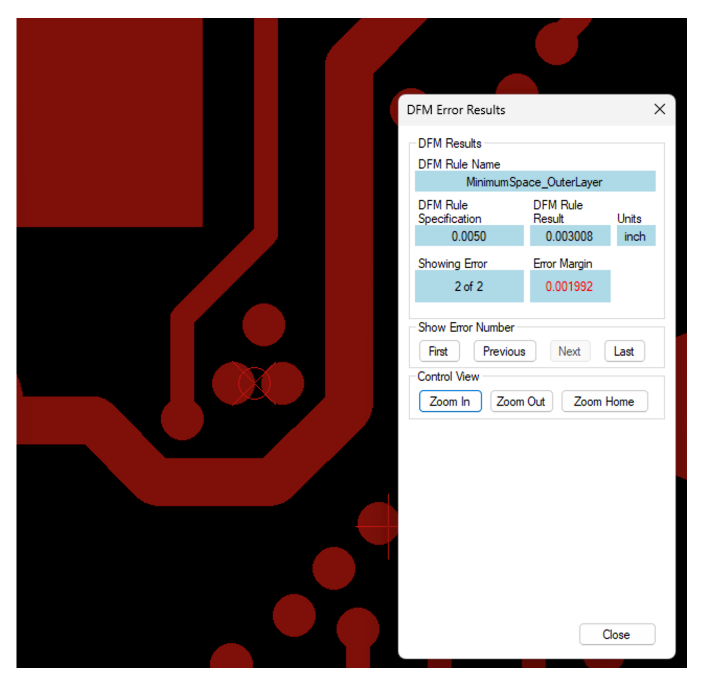 DFM Error Results
DFM Results
DFM Rule Name
MinimumSpace_OuterLayer
DFM Rule Specification
DFM Rule Result
Units
0.0050
0.003008
inch
Showing Error
Error Margin
2 of 2
0.001992
Show Error Number
First
Previous
Next
Last
Control View
Zoom In
Zoom Out
Zoom Home
Close